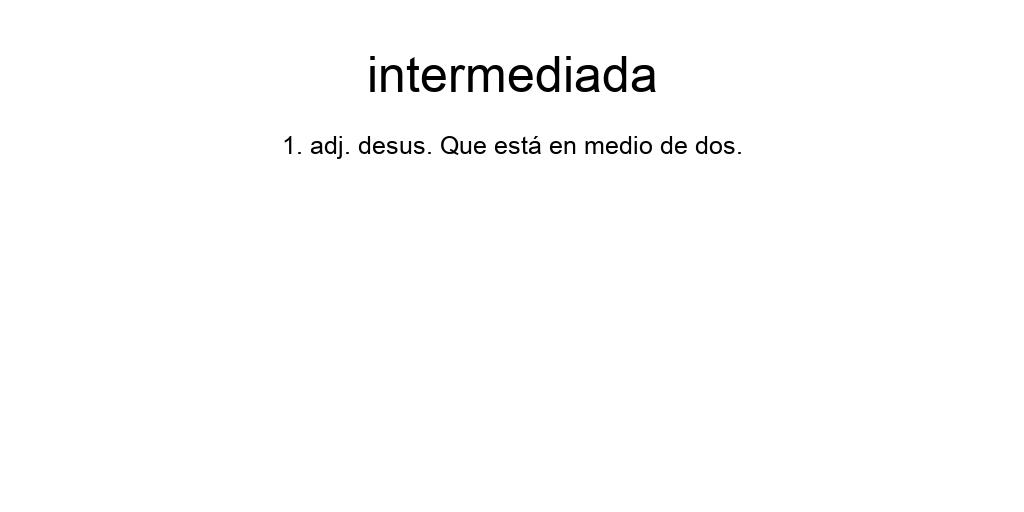 intermediada
1. adj. desus. Que está en medio de dos.